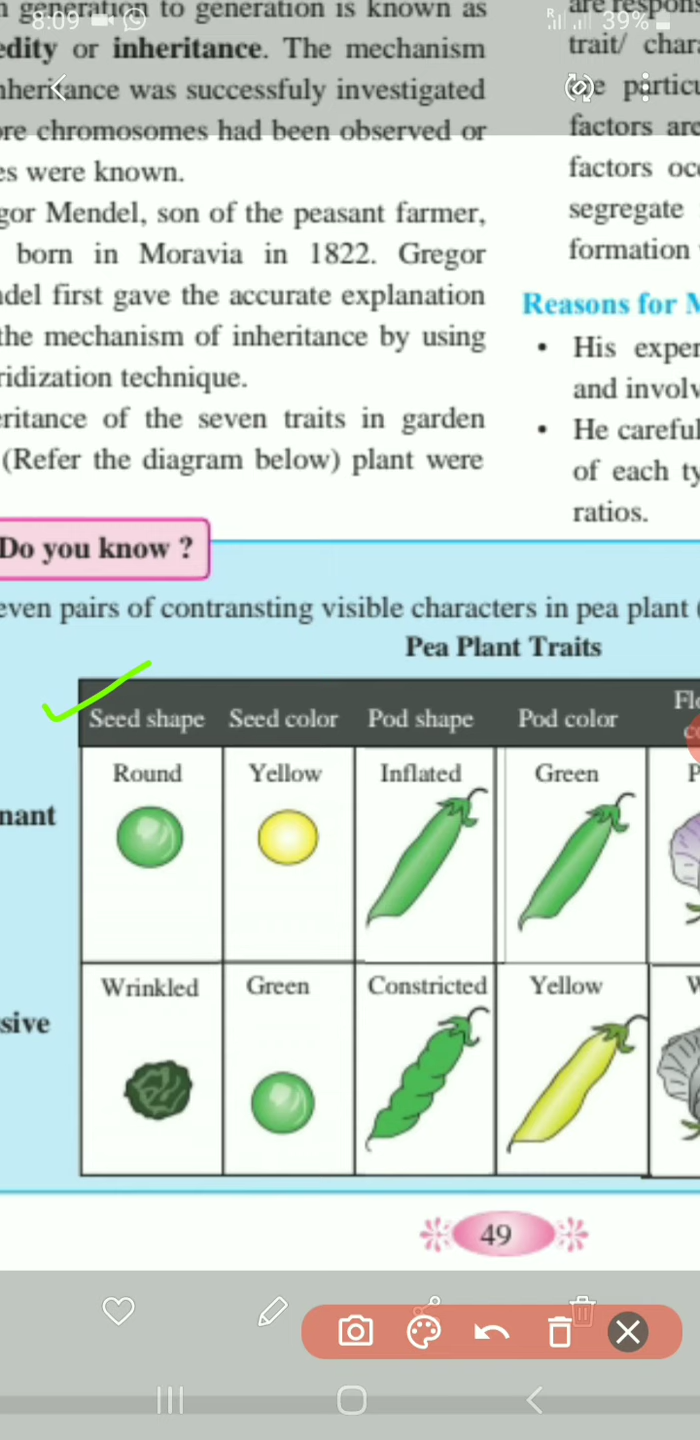 8:09 39%
generation to generation is known as
edity or inheritance. The mechanism
nheritance was successfuly investigated
ore chromosomes had been observed or
es were known.
gor Mendel, son of the peasant farmer,
born in Moravia in 1822. Gregor
ndel first gave the accurate explanation
the mechanism of inheritance by using
ridization technique.
eritance of the seven traits in garden
(Refer the diagram below) plant were
are respons
trait/ chara
particu
factors are
factors occ
segregate
formation
Reasons for M
• His exper
and involv
• He careful
of each ty
ratios.
Do you know ?
even pairs of contransting visible characters in pea plant (
Pea Plant Traits
Seed shape Seed color Pod shape Pod color Flo
co
Round Yellow Inflated Green P
nant
Wrinkled Green Constricted Yellow W
sive
49